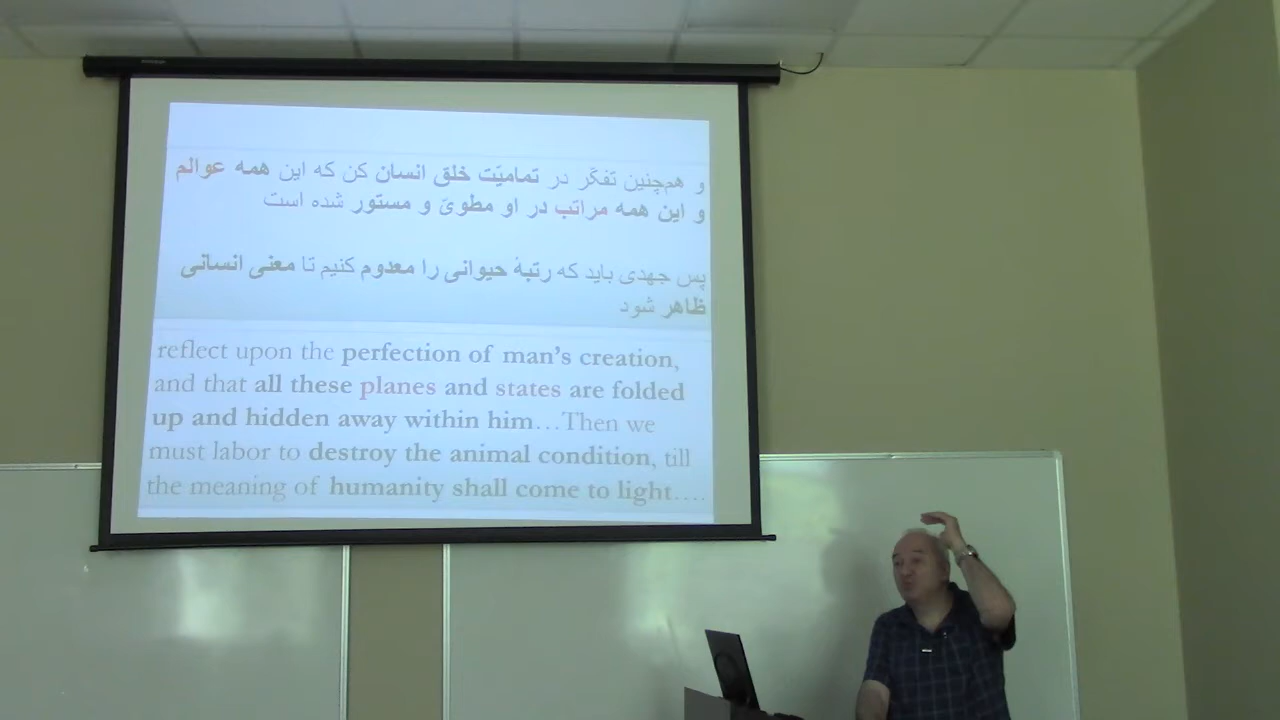 و هم‌چنین تفکّر در تمامیّت خلق انسان کن که این همه عوالم
و این همه مراتب در او مطویّ و مستور شده است
پس جهدی باید که رتبۀ حیوانی را معدوم کنیم تا معنی انسانی
ظاهر شود
reflect upon the perfection of man’s creation,
and that all these planes and states are folded
up and hidden away within him…Then we
must labor to destroy the animal condition, till
the meaning of humanity shall come to light….